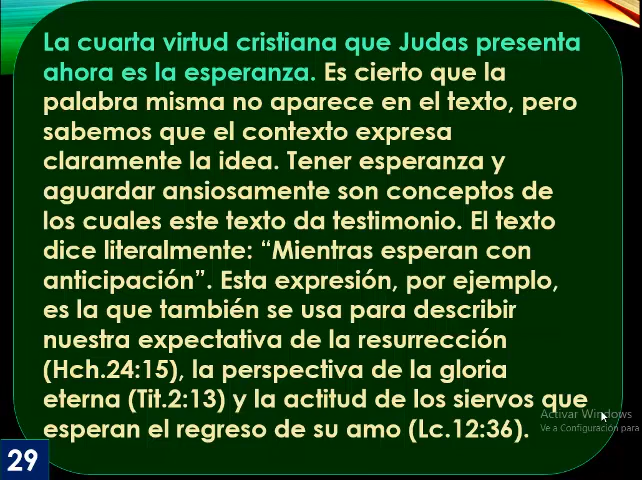 La cuarta virtud cristiana que Judas presenta
ahora es la esperanza. Es cierto que la
palabra misma no aparece en el texto, pero
sabemos que el contexto expresa
claramente la idea. Tener esperanza y
aguardar ansiosamente son conceptos de
los cuales este texto da testimonio. El texto
dice literalmente: “Mientras esperan con
anticipación”. Esta expresión, por ejemplo,
es la que también se usa para describir
nuestra expectativa de la resurrección
(Hch.24:15), la perspectiva de la gloria
eterna (Tit.2:13) y la actitud de los siervos que
esperan el regreso de su amo (Lc.12:36).
Activar Windows
Ve a Configuración para
29